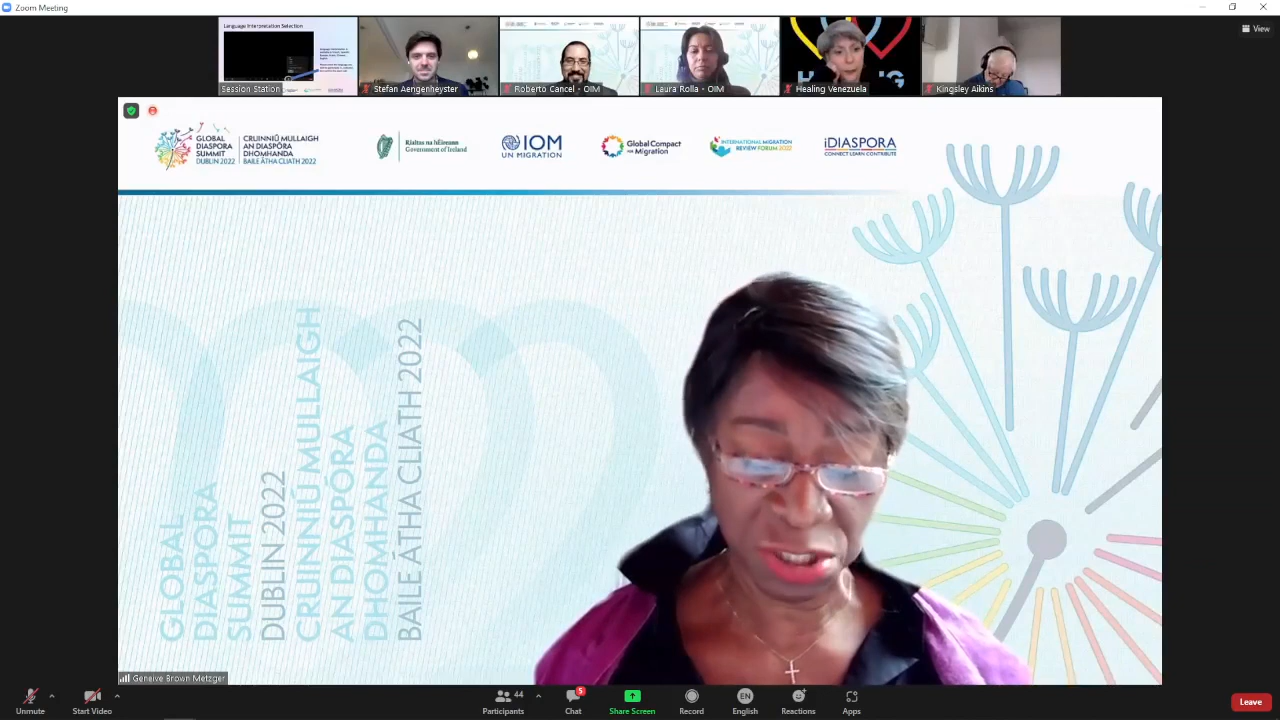 Zoom Meeting
Language Interpretation Selection
Session Station
Stefan Aengenheyster
Roberto Cancel - OIM
Laura Rolla - OIM
Healing Venezuela
Kingsley Aikins
View
GLOBAL
DIASPORA
SUMMIT
DUBLIN 2022
CRUINNIÚ MULLAIGH
AN DIASPÓRA
DHOMHANDA
BAILE ÁTHA CLIATH 2022
Rialtas na hÉireann
Government of Ireland
IOM
UN MIGRATION
Global Compact
FOR Migration
INTERNATIONAL MIGRATION
REVIEW FORUM 2022
iDIASPORA
CONNECT LEARN CONTRIBUTE
GLOBAL
DIASPORA
SUMMIT
DUBLIN 2022
CRUINNIÚ MULLAIGH
AN DIASPÓRA
DHOMHANDA
BAILE ÁTHA CLIATH 2022
Geneive Brown Metzger
Unmute
Start Video
44
Participants
5
Chat
Share Screen
Record
EN
English
Reactions
Apps
Leave